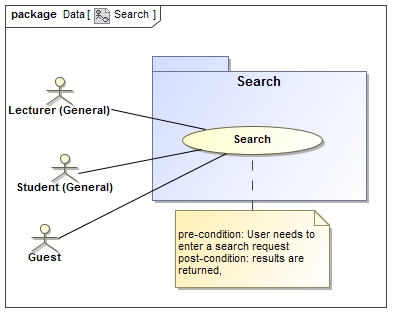 package Data [ Search ]
Search
Lecturer (General)
Search
Student (General)
Guest
pre-condition: User needs to
enter a search request
post-condition: results are
returned,